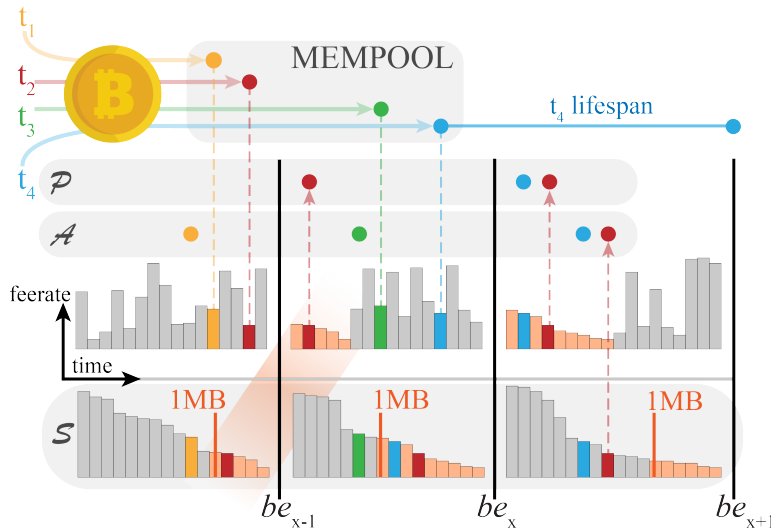 t₁
MEMPOOL
t₂
t₃
t₄ lifespan
t₄
P
A
feerate
time
1MB
1MB
1MB
S
beₓ₋₁
beₓ
beₓ₊₁